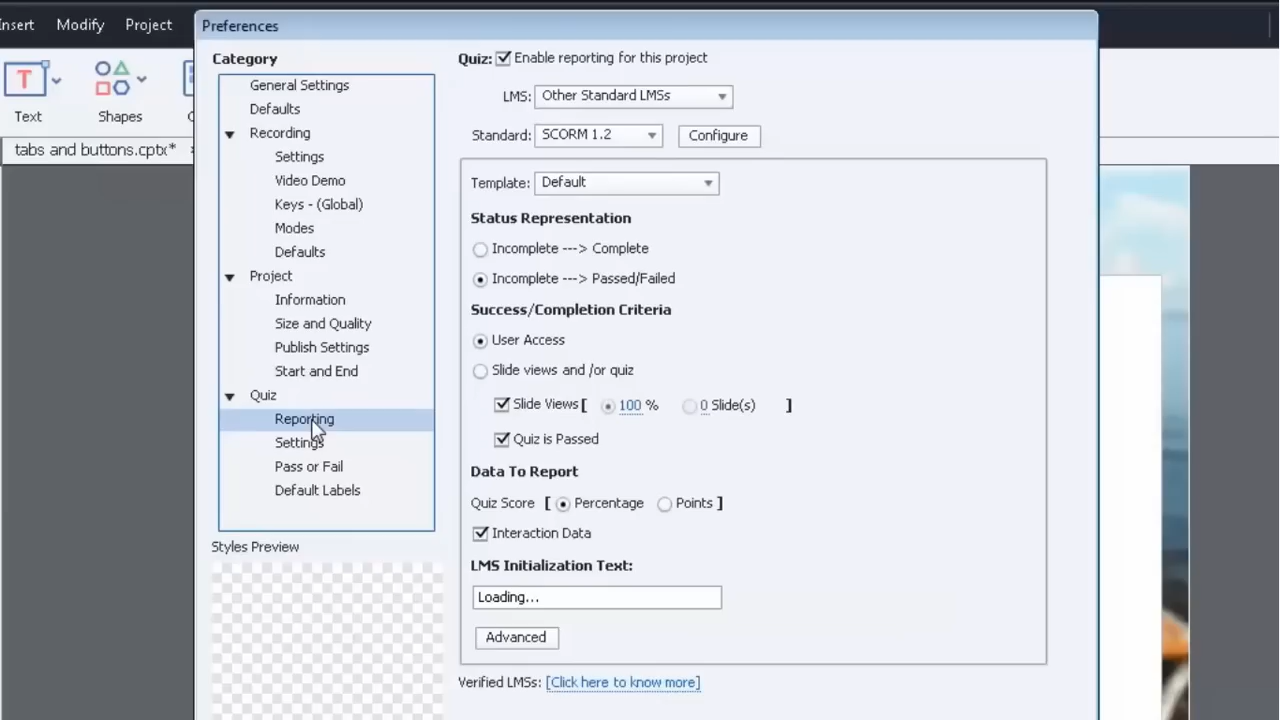 Insert Modify Project
Preferences
Text
Shapes
tabs and buttons.cptx*
Category
General Settings
Defaults
Recording
Settings
Video Demo
Keys - (Global)
Modes
Defaults
Project
Information
Size and Quality
Publish Settings
Start and End
Quiz
Reporting
Settings
Pass or Fail
Default Labels
Styles Preview
Quiz: Enable reporting for this project
LMS: Other Standard LMSs
Standard: SCORM 1.2 Configure
Template: Default
Status Representation
Incomplete ---> Complete
Incomplete ---> Passed/Failed
Success/Completion Criteria
User Access
Slide views and /or quiz
Slide Views [ 100 % 0 Slide(s) ]
Quiz is Passed
Data To Report
Quiz Score [ Percentage Points ]
Interaction Data
LMS Initialization Text:
Loading...
Advanced
Verified LMSs: [Click here to know more]